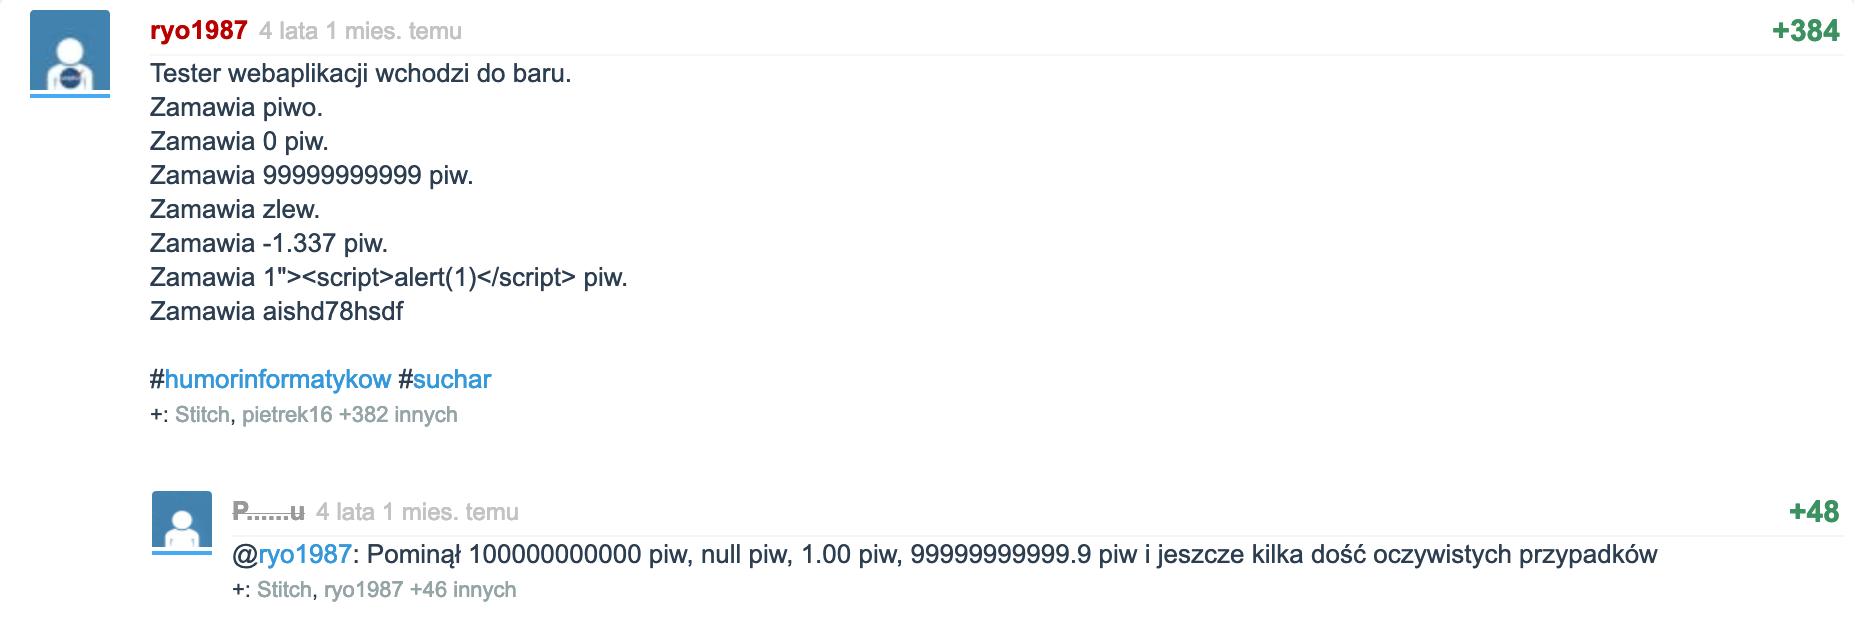 ryo1987 4 lata 1 mies. temu +384
Tester webaplikacji wchodzi do baru.
Zamawia piwo.
Zamawia 0 piw.
Zamawia 99999999999 piw.
Zamawia zlew.
Zamawia -1.337 piw.
Zamawia 1"><script>alert(1)</script> piw.
Zamawia aishd78hsdf
#humorinformatykow #suchar
+: Stitch, pietrek16 +382 innych
P......u 4 lata 1 mies. temu +48
@ryo1987: Pominął 100000000000 piw, null piw, 1.00 piw, 99999999999.9 piw i jeszcze kilka dość oczywistych przypadków
+: Stitch, ryo1987 +46 innych